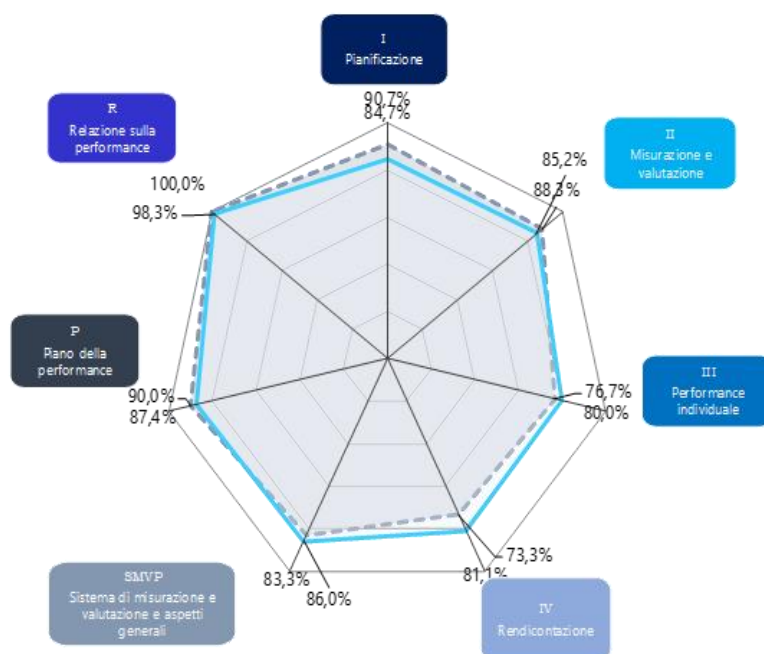 I
Pianificazione
90,7%
84,7%
II
Misurazione e
valutazione
85,2%
88,3%
III
Performance
individuale
76,7%
80,0%
IV
Rendicontazione
73,3%
81,1%
SMVP
Sistema di misurazione e
valutazione e aspetti
generali
83,3%
86,0%
P
Piano della
performance
90,0%
87,4%
R
Relazione sulla
performance
100,0%
98,3%